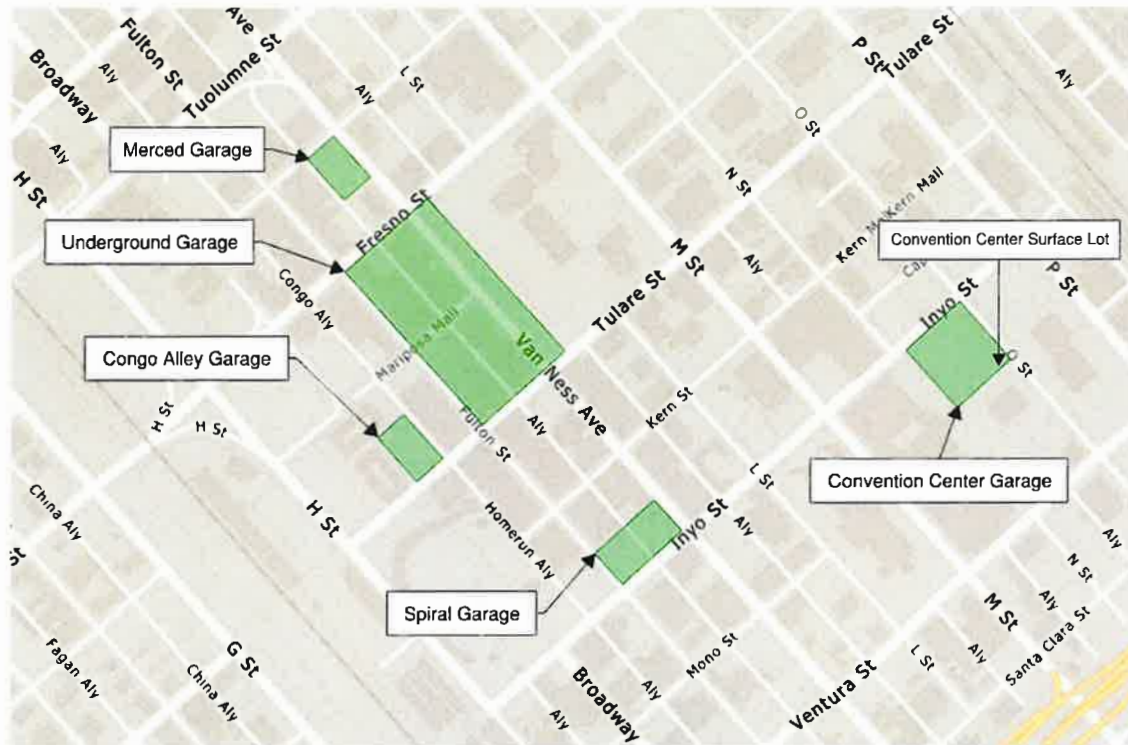 Ave
Fulton St
Broadway
Aly
Tuolumne St
L St
Aly
P St
Tulare St
Aly
O St
Merced Garage
Aly
H St
N St
Fresno St
Kern Mall
Underground Garage
Convention Center Surface Lot
M St
Aly
Cap
P St
Congo Aly
Tulare St
Inyo St
Mariposa Mall
Congo Alley Garage
Van Ness Ave
O St
Kern St
H St
H St
Fulton St
Aly
Convention Center Garage
L St
China Aly
H St
Homerun Aly
Inyo St
Aly
Aly
St
N St
Spiral Garage
Aly
M St
G St
Mono St
Santa Clara St
Fagan Aly
China Aly
Broadway
Aly
Ventura St
L St
Aly
Aly